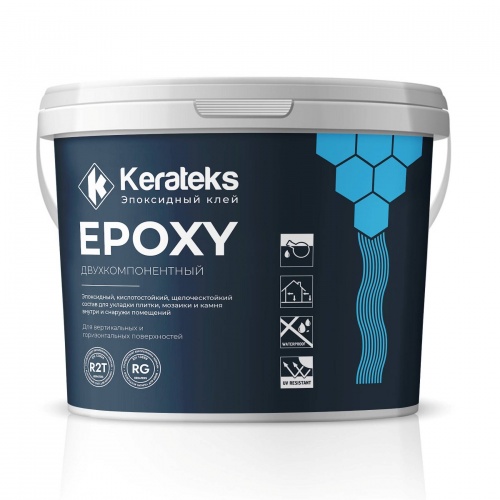 Kerateks
Эпоксидный клей
EPOXY
ДВУХКОМПОНЕНТНЫЙ
Эпоксидный, кислотостойкий, щелочестойкий
состав для укладки плитки, мозаики и камня
внутри и снаружи помещений
Для вертикальных и
горизонтальных поверхностей
R2T
RG
WATERPROOF
UV RESISTANT